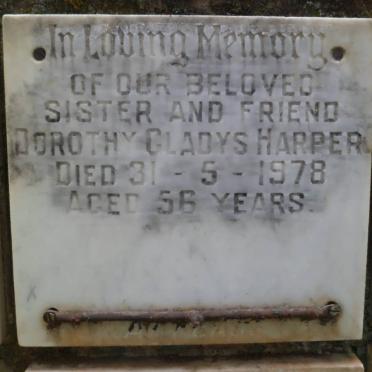 In Loving Memory
OF OUR BELOVED
SISTER AND FRIEND
DOROTHY GLADYS HARPER
DIED 31 - 5 - 1978
AGED 56 YEARS.